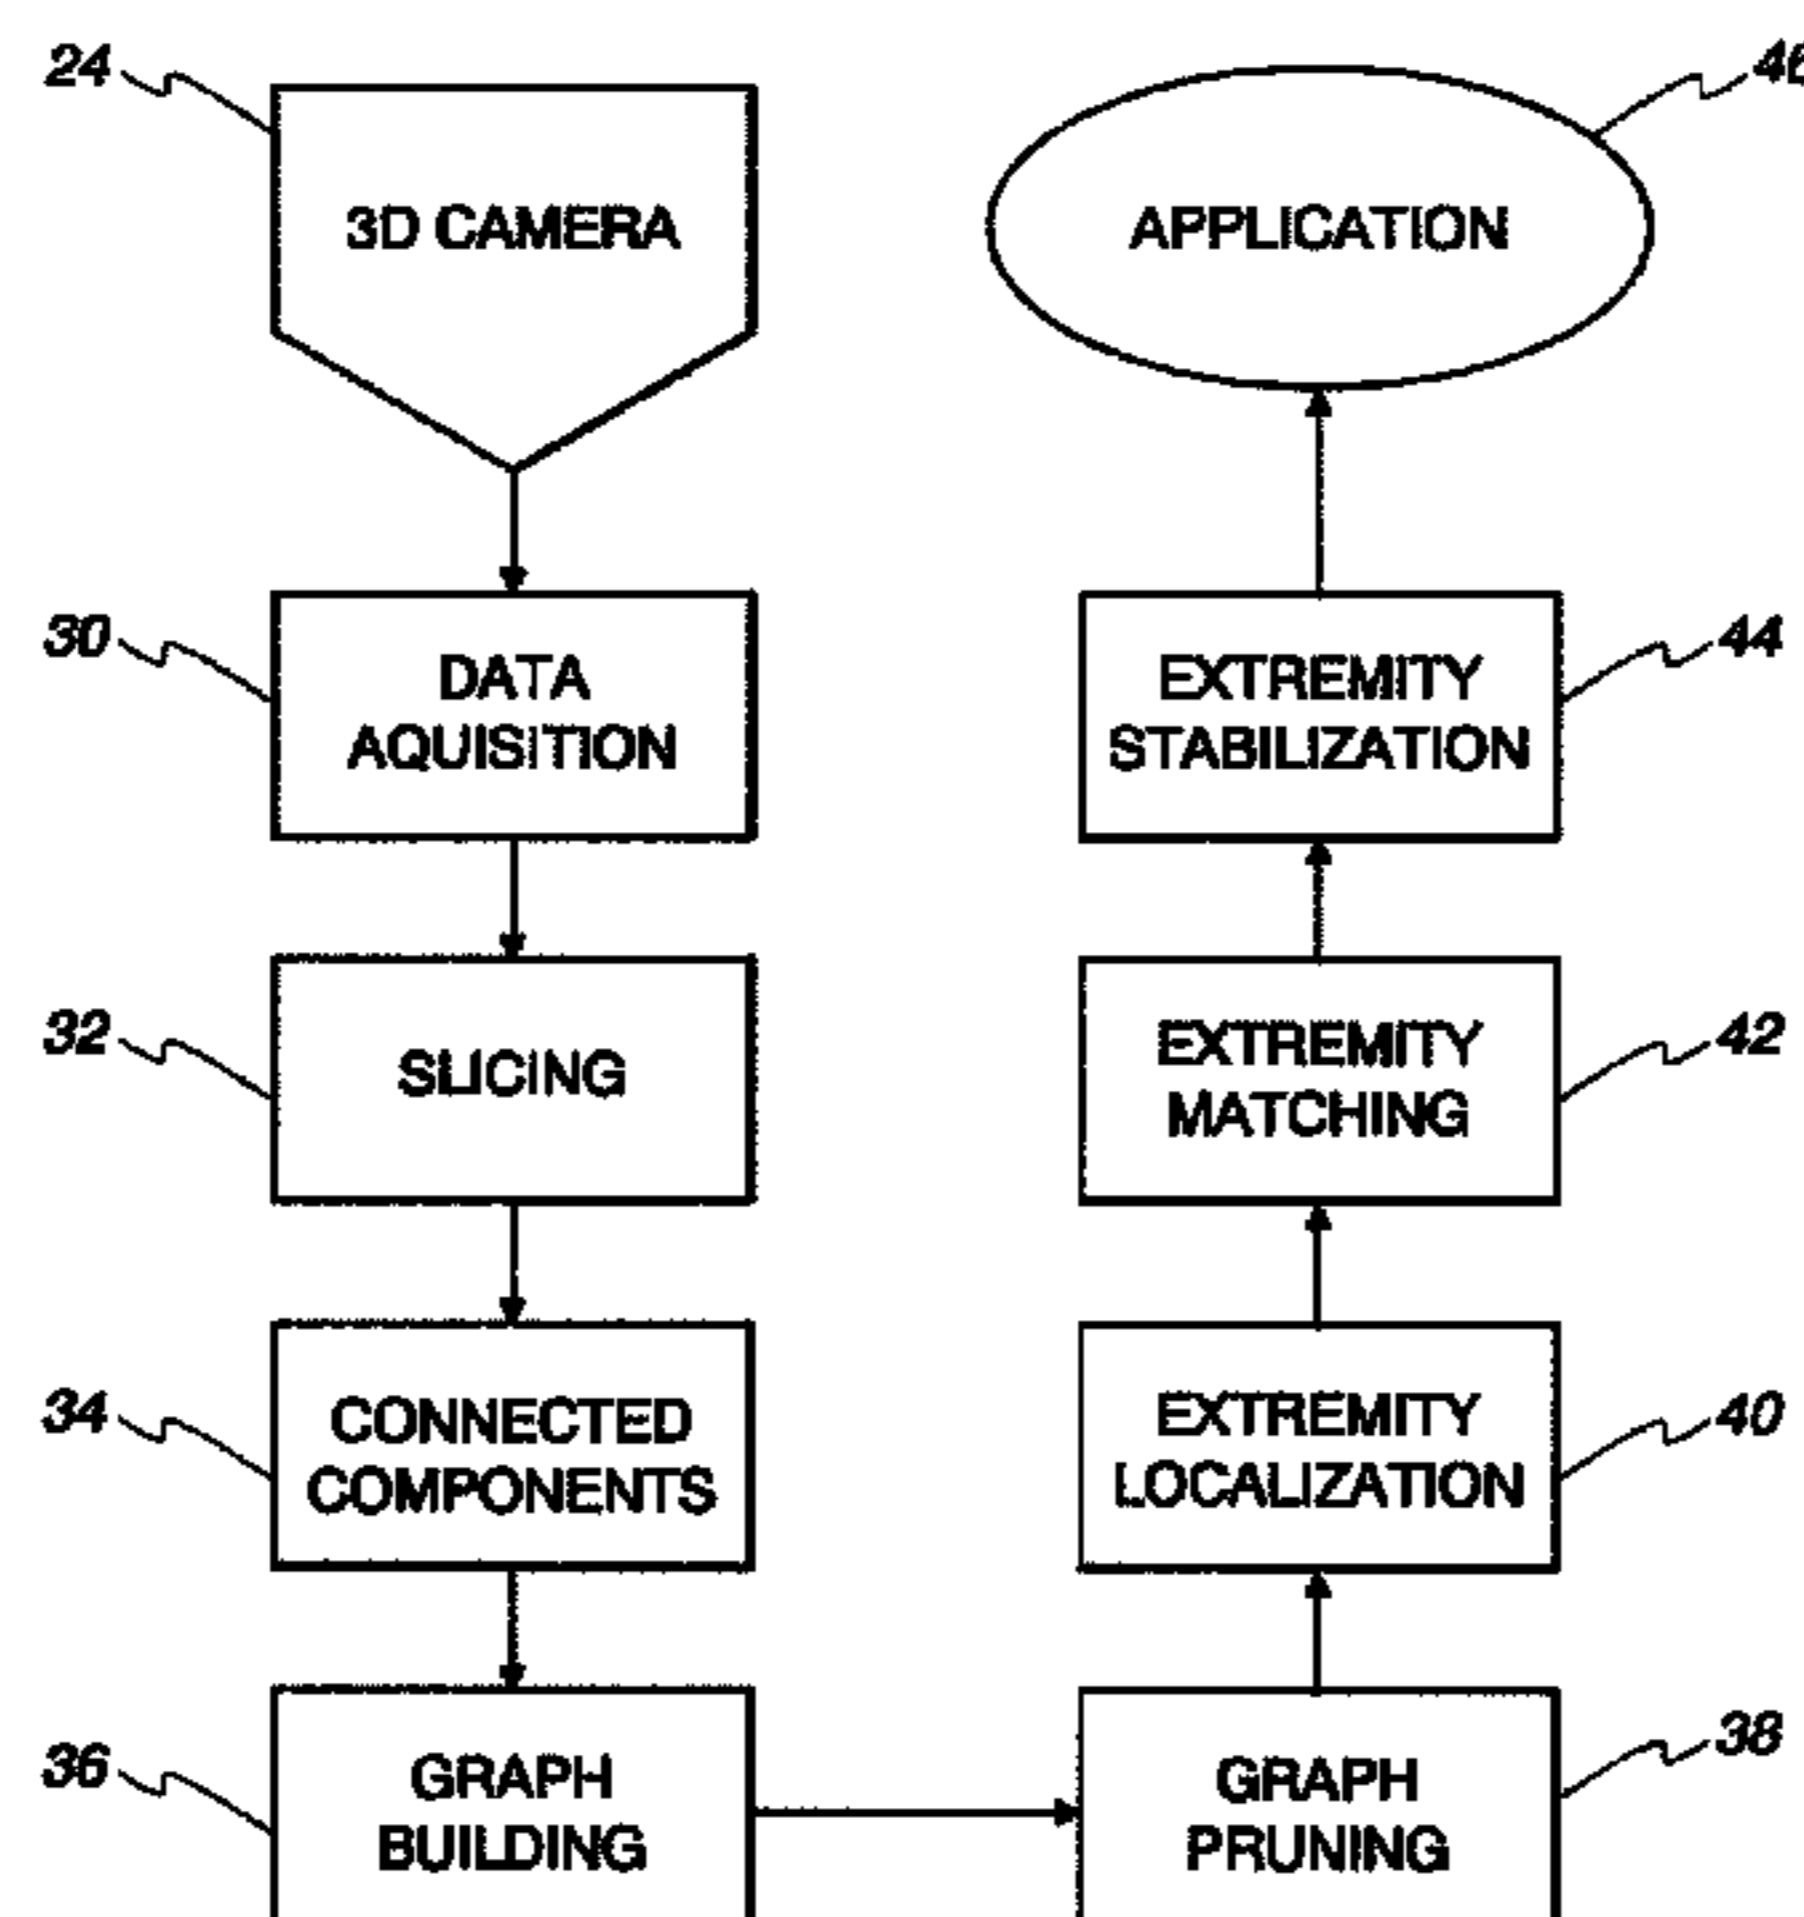 24
3D CAMERA
APPLICATION
30
DATA
AQUISITION
EXTREMITY
STABILIZATION
44
32
SLICING
EXTREMITY
MATCHING
42
34
CONNECTED
COMPONENTS
EXTREMITY
LOCALIZATION
40
36
GRAPH
BUILDING
GRAPH
PRUNING
38